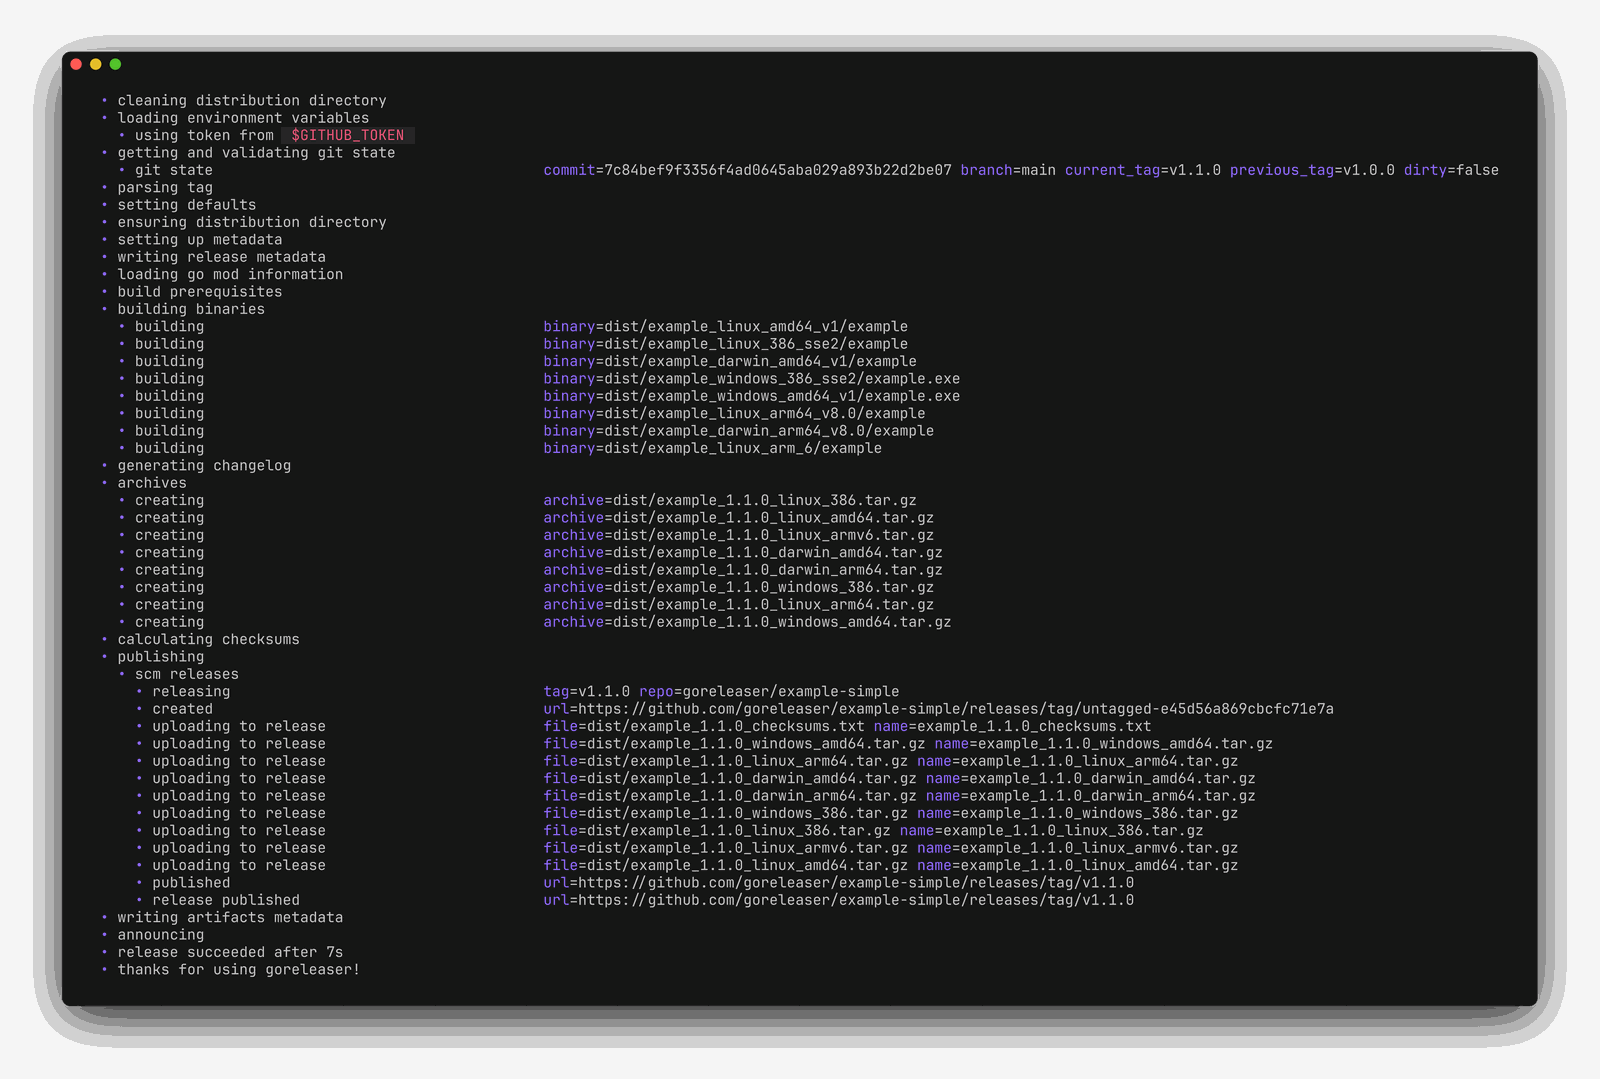 • cleaning distribution directory
• loading environment variables
• using token from $GITHUB_TOKEN
• getting and validating git state
• git state commit=7c84bef9f3356f4ad0645aba029a893b22d2be07 branch=main current_tag=v1.1.0 previous_tag=v1.0.0 dirty=false
• parsing tag
• setting defaults
• ensuring distribution directory
• setting up metadata
• writing release metadata
• loading go mod information
• build prerequisites
• building binaries
• building binary=dist/example_linux_amd64_v1/example
• building binary=dist/example_linux_386_sse2/example
• building binary=dist/example_darwin_amd64_v1/example
• building binary=dist/example_windows_386_sse2/example.exe
• building binary=dist/example_windows_amd64_v1/example.exe
• building binary=dist/example_linux_arm64_v8.0/example
• building binary=dist/example_darwin_arm64_v8.0/example
• building binary=dist/example_linux_arm_6/example
• generating changelog
• archives
• creating archive=dist/example_1.1.0_linux_386.tar.gz
• creating archive=dist/example_1.1.0_linux_amd64.tar.gz
• creating archive=dist/example_1.1.0_linux_armv6.tar.gz
• creating archive=dist/example_1.1.0_darwin_amd64.tar.gz
• creating archive=dist/example_1.1.0_darwin_arm64.tar.gz
• creating archive=dist/example_1.1.0_windows_386.tar.gz
• creating archive=dist/example_1.1.0_linux_arm64.tar.gz
• creating archive=dist/example_1.1.0_windows_amd64.tar.gz
• calculating checksums
• publishing
• scm releases
• releasing tag=v1.1.0 repo=goreleaser/example-simple
• created url=https://github.com/goreleaser/example-simple/releases/tag/untagged-e45d56a869cbcfc71e7a
• uploading to release file=dist/example_1.1.0_checksums.txt name=example_1.1.0_checksums.txt
• uploading to release file=dist/example_1.1.0_windows_amd64.tar.gz name=example_1.1.0_windows_amd64.tar.gz
• uploading to release file=dist/example_1.1.0_linux_arm64.tar.gz name=example_1.1.0_linux_arm64.tar.gz
• uploading to release file=dist/example_1.1.0_darwin_amd64.tar.gz name=example_1.1.0_darwin_amd64.tar.gz
• uploading to release file=dist/example_1.1.0_darwin_arm64.tar.gz name=example_1.1.0_darwin_arm64.tar.gz
• uploading to release file=dist/example_1.1.0_windows_386.tar.gz name=example_1.1.0_windows_386.tar.gz
• uploading to release file=dist/example_1.1.0_linux_386.tar.gz name=example_1.1.0_linux_386.tar.gz
• uploading to release file=dist/example_1.1.0_linux_armv6.tar.gz name=example_1.1.0_linux_armv6.tar.gz
• uploading to release file=dist/example_1.1.0_linux_amd64.tar.gz name=example_1.1.0_linux_amd64.tar.gz
• published url=https://github.com/goreleaser/example-simple/releases/tag/v1.1.0
• release published url=https://github.com/goreleaser/example-simple/releases/tag/v1.1.0
• writing artifacts metadata
• announcing
• release succeeded after 7s
• thanks for using goreleaser!